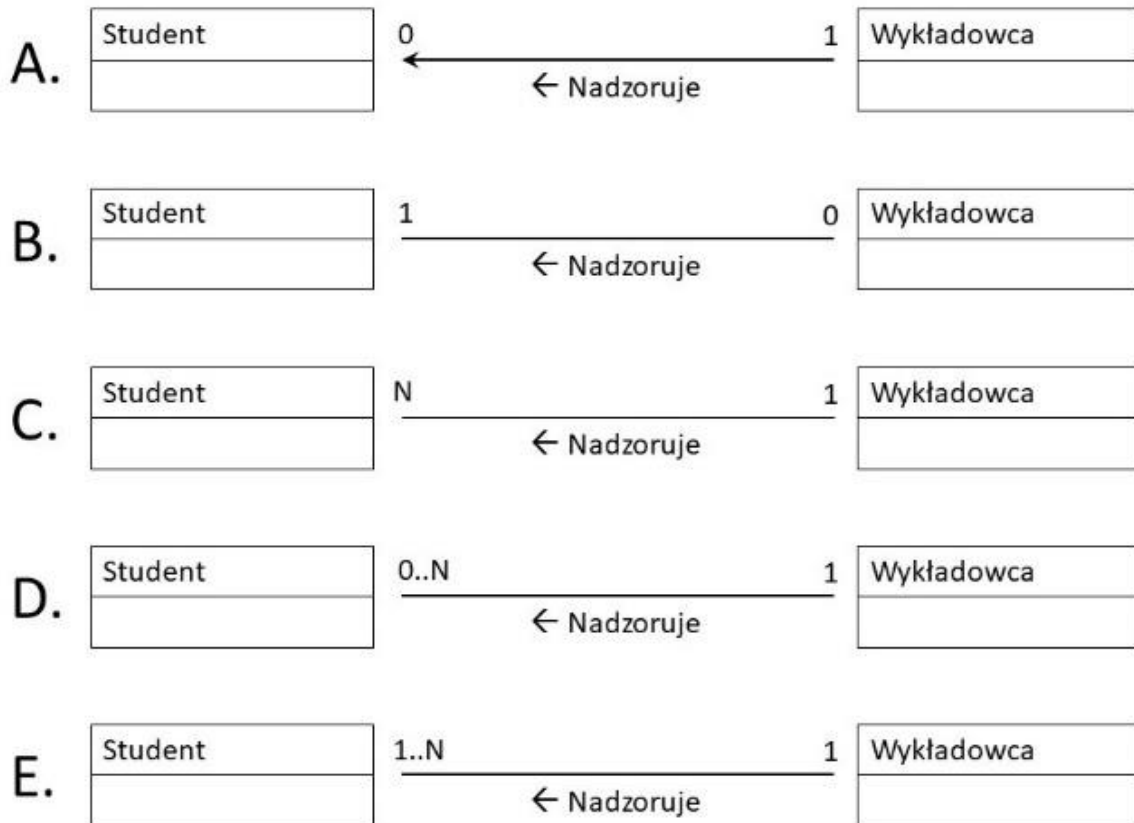 A.
Student
0
1
Wykładowca
← Nadzoruje
B.
Student
1
0
Wykładowca
← Nadzoruje
C.
Student
N
1
Wykładowca
← Nadzoruje
D.
Student
0..N
1
Wykładowca
← Nadzoruje
E.
Student
1..N
1
Wykładowca
← Nadzoruje